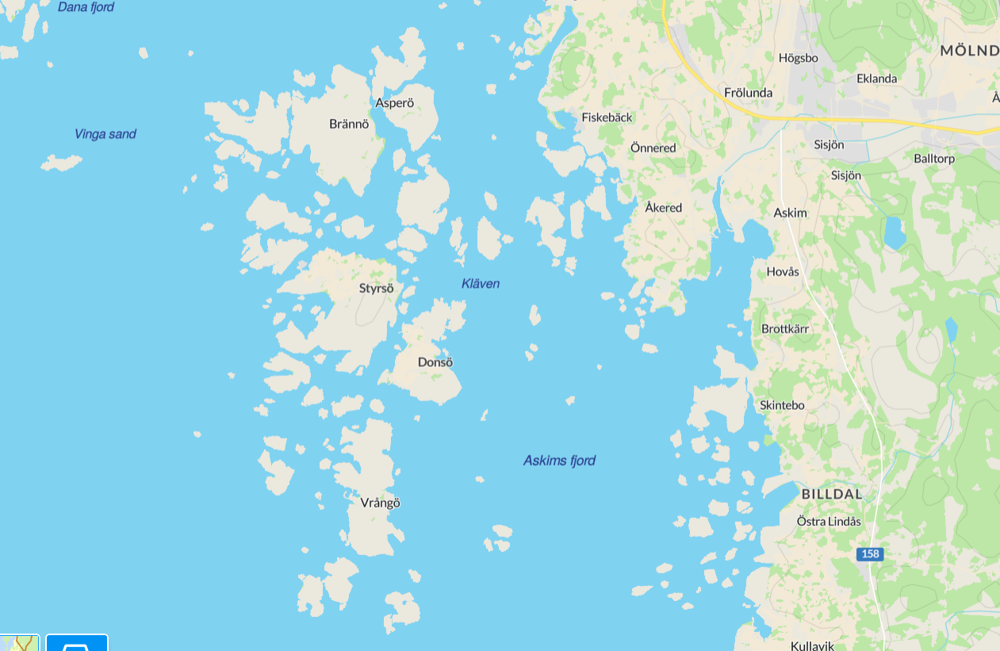 Dana fjord
MÖLND
Högsbo
Eklanda
Frölunda
Å
Asperö
Brännö
Fiskebäck
Vinga sand
Önnered
Sisjön
Balltorp
Sisjön
Åkered
Askim
Hovås
Kläven
Styrsö
Brottkärr
Donsö
Skintebo
Askims fjord
BILLDAL
Vrångö
Östra Lindås
158
Kullavik